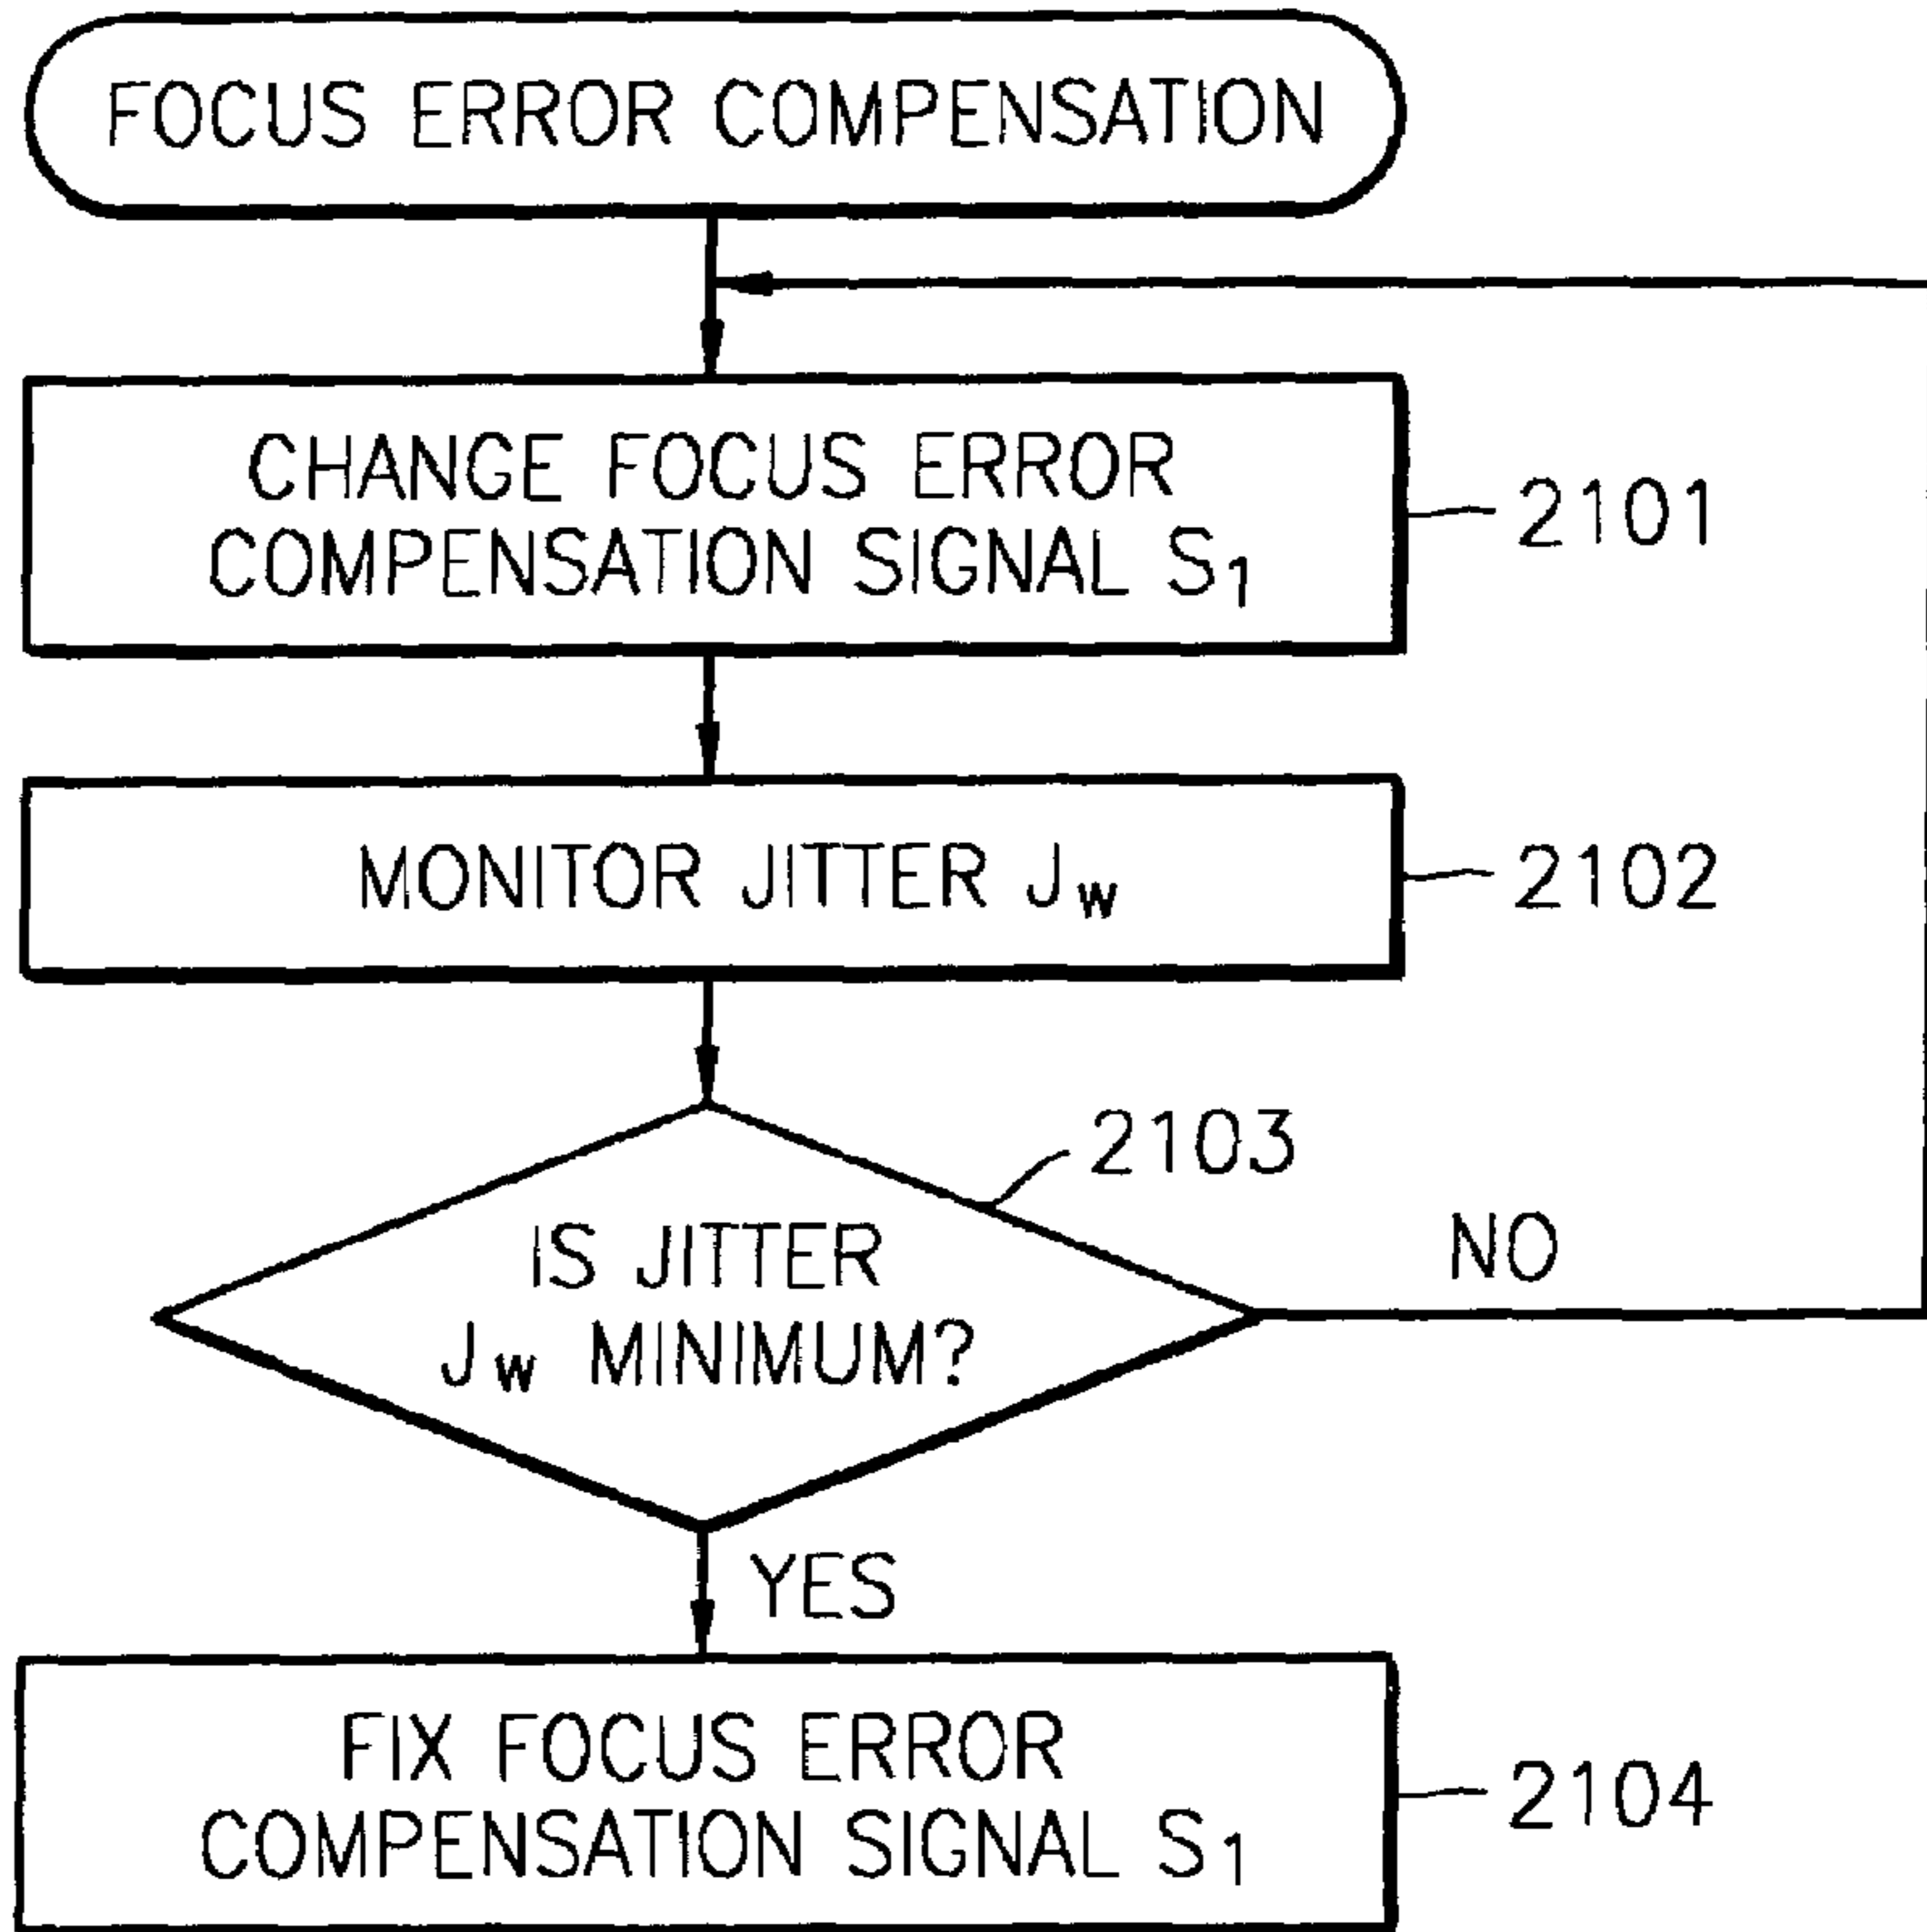 FOCUS ERROR COMPENSATION
CHANGE FOCUS ERROR
COMPENSATION SIGNAL S1
2101
MONITOR JITTER Jw
2102
2103
IS JITTER
Jw MINIMUM?
NO
YES
FIX FOCUS ERROR
COMPENSATION SIGNAL S1
2104